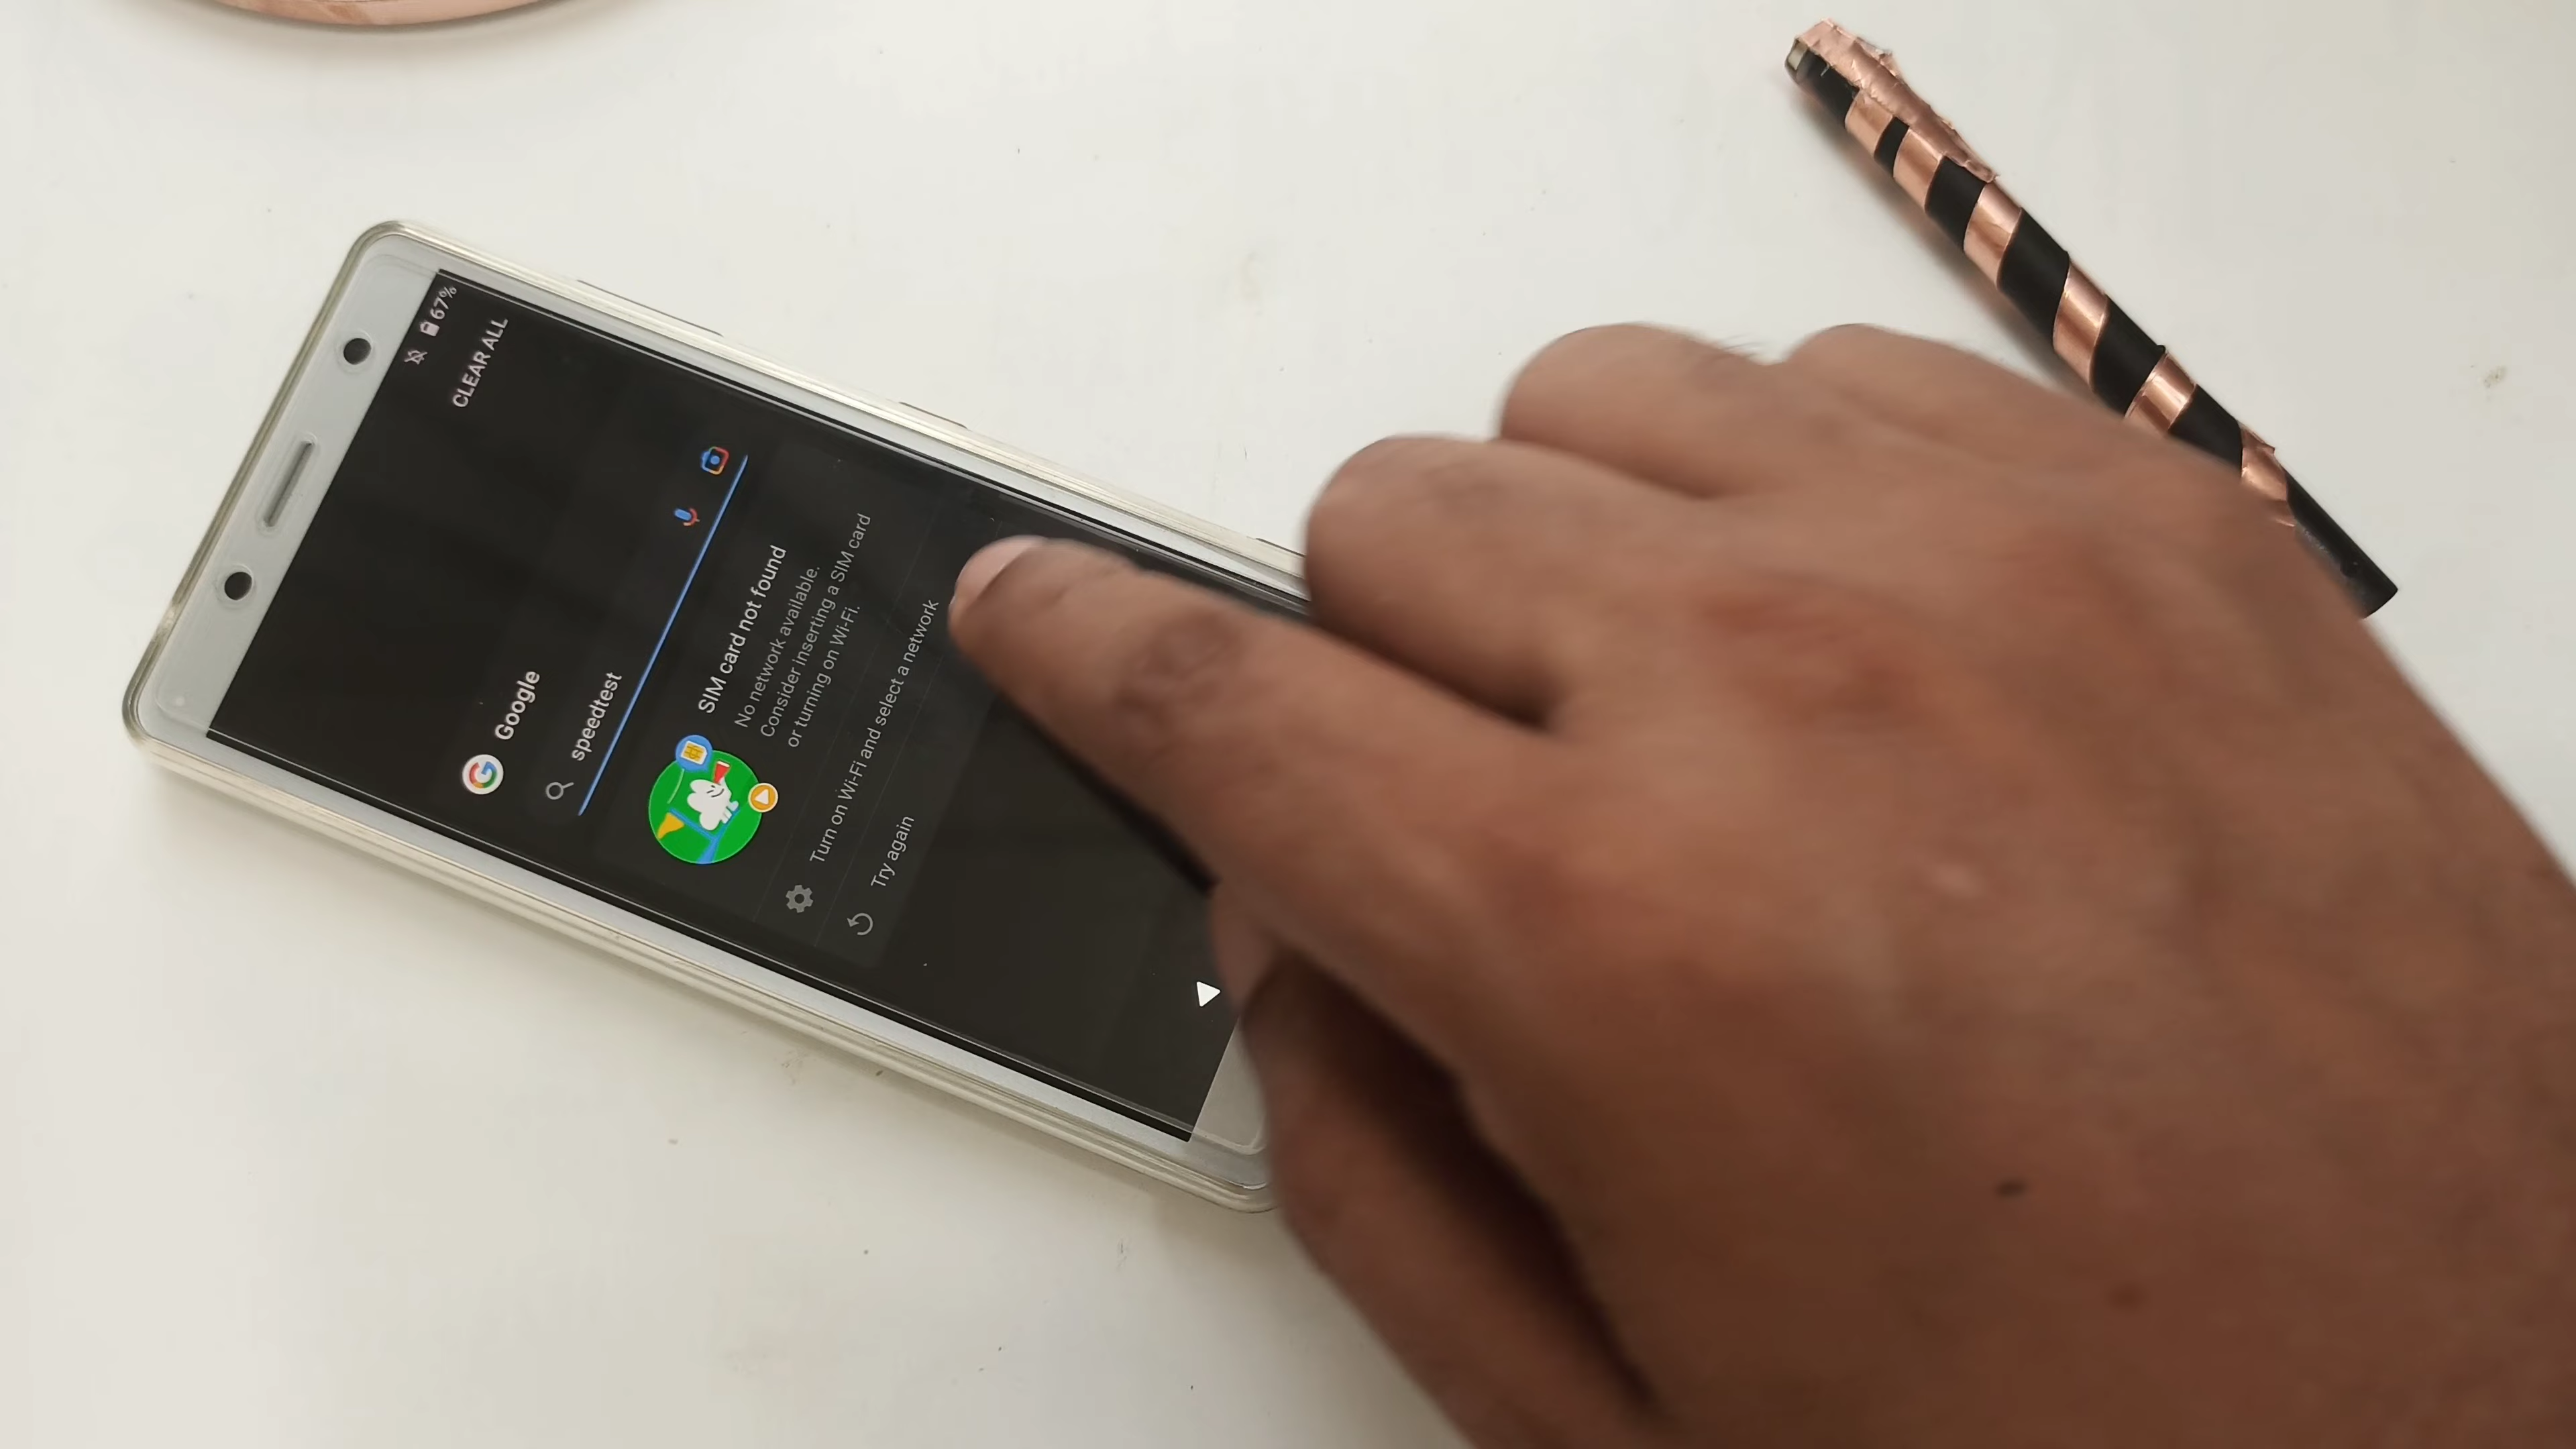 67%
CLEAR ALL
Google
speedtest
SIM card not found
No network available.
Consider inserting a SIM card
or turning on Wi-Fi.
Turn on Wi-Fi and select a network
Try again